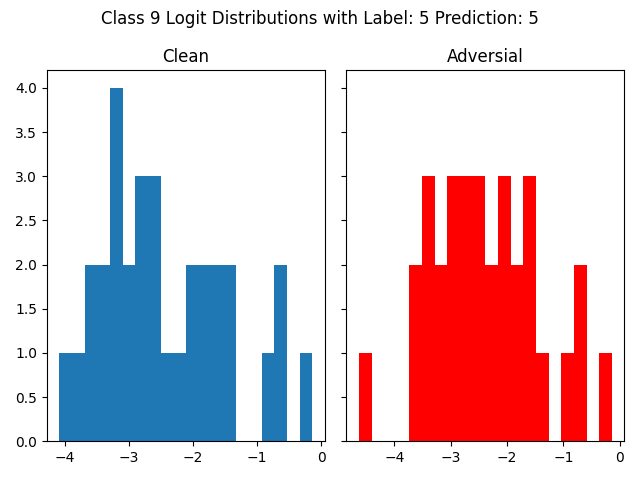 Class 9 Logit Distributions with Label: 5 Prediction: 5
Clean
Adversial
4.0
3.5
3.0
2.5
2.0
1.5
1.0
0.5
0.0
−4 −3 −2 −1 0
−4 −3 −2 −1 0